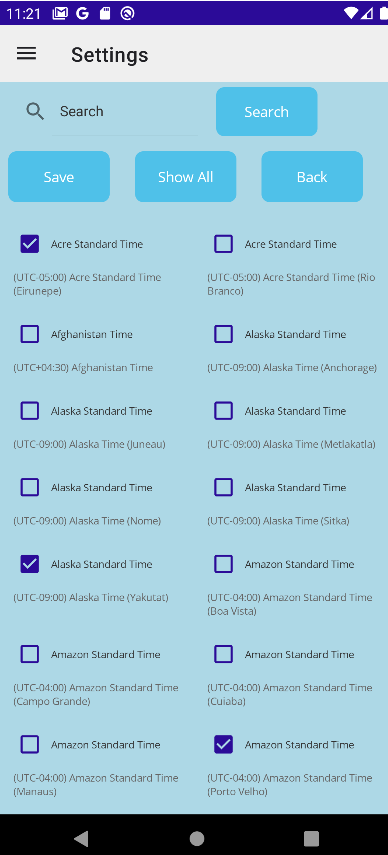 11:21
Settings
Search Search
Save Show All Back
Acre Standard Time Acre Standard Time
(UTC-05:00) Acre Standard Time (UTC-05:00) Acre Standard Time (Rio
(Eirunepe) Branco)
Afghanistan Time Alaska Standard Time
(UTC+04:30) Afghanistan Time (UTC-09:00) Alaska Time (Anchorage)
Alaska Standard Time Alaska Standard Time
(UTC-09:00) Alaska Time (Juneau) (UTC-09:00) Alaska Time (Metlakatla)
Alaska Standard Time Alaska Standard Time
(UTC-09:00) Alaska Time (Nome) (UTC-09:00) Alaska Time (Sitka)
Alaska Standard Time Amazon Standard Time
(UTC-09:00) Alaska Time (Yakutat) (UTC-04:00) Amazon Standard Time
(Boa Vista)
Amazon Standard Time Amazon Standard Time
(UTC-04:00) Amazon Standard Time (UTC-04:00) Amazon Standard Time
(Campo Grande) (Cuiaba)
Amazon Standard Time Amazon Standard Time
(UTC-04:00) Amazon Standard Time (UTC-04:00) Amazon Standard Time
(Manaus) (Porto Velho)